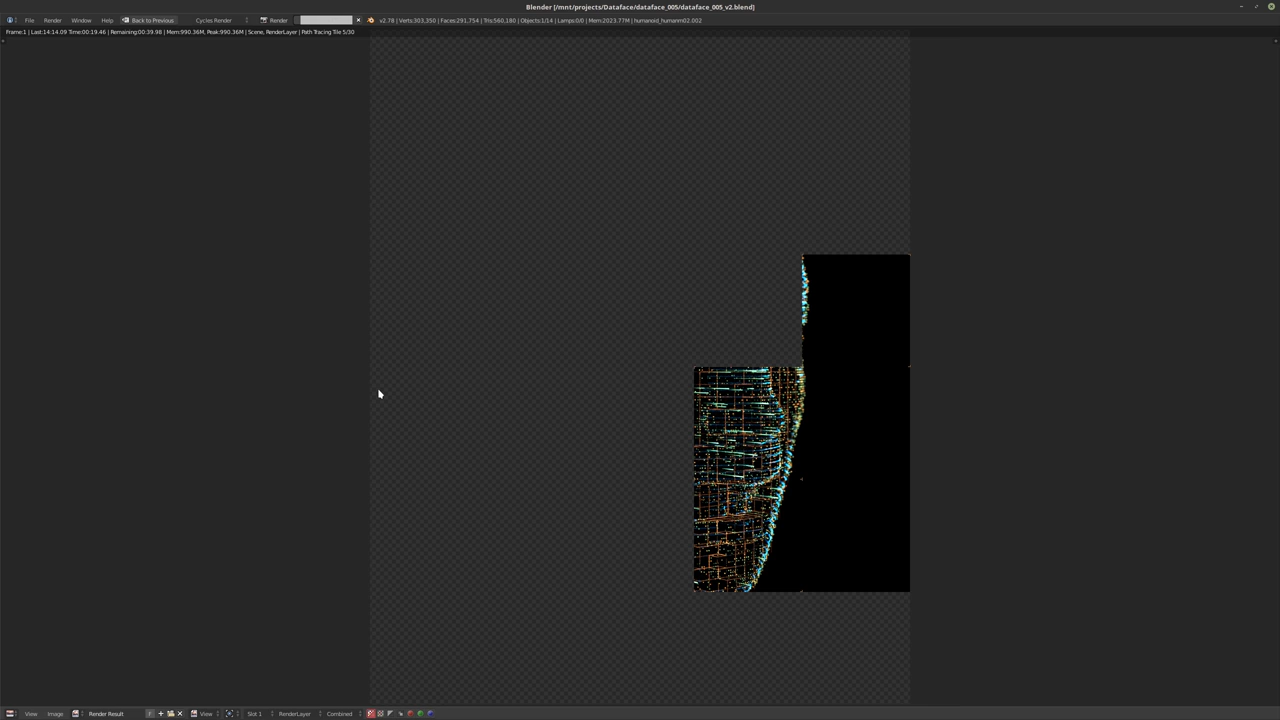 Blender [/mnt/projects/Dataface/dataface_005/dataface_005_v2.blend]
File Render Window Help Back to Previous Cycles Render Render v2.78 | Verts:303,350 | Faces:291,754 | Tris:560,180 | Objects:1/14 | Lamps:0/0 | Mem:2023.77M | humanoid_humanm02.002
Frame:1 | Last:14:14.09 Time:00:19.46 | Remaining:00:39.98 | Mem:990.36M, Peak:990.36M | Scene, RenderLayer | Path Tracing Tile 5/30
View Image Render Result F View Slot 1 RenderLayer Combined